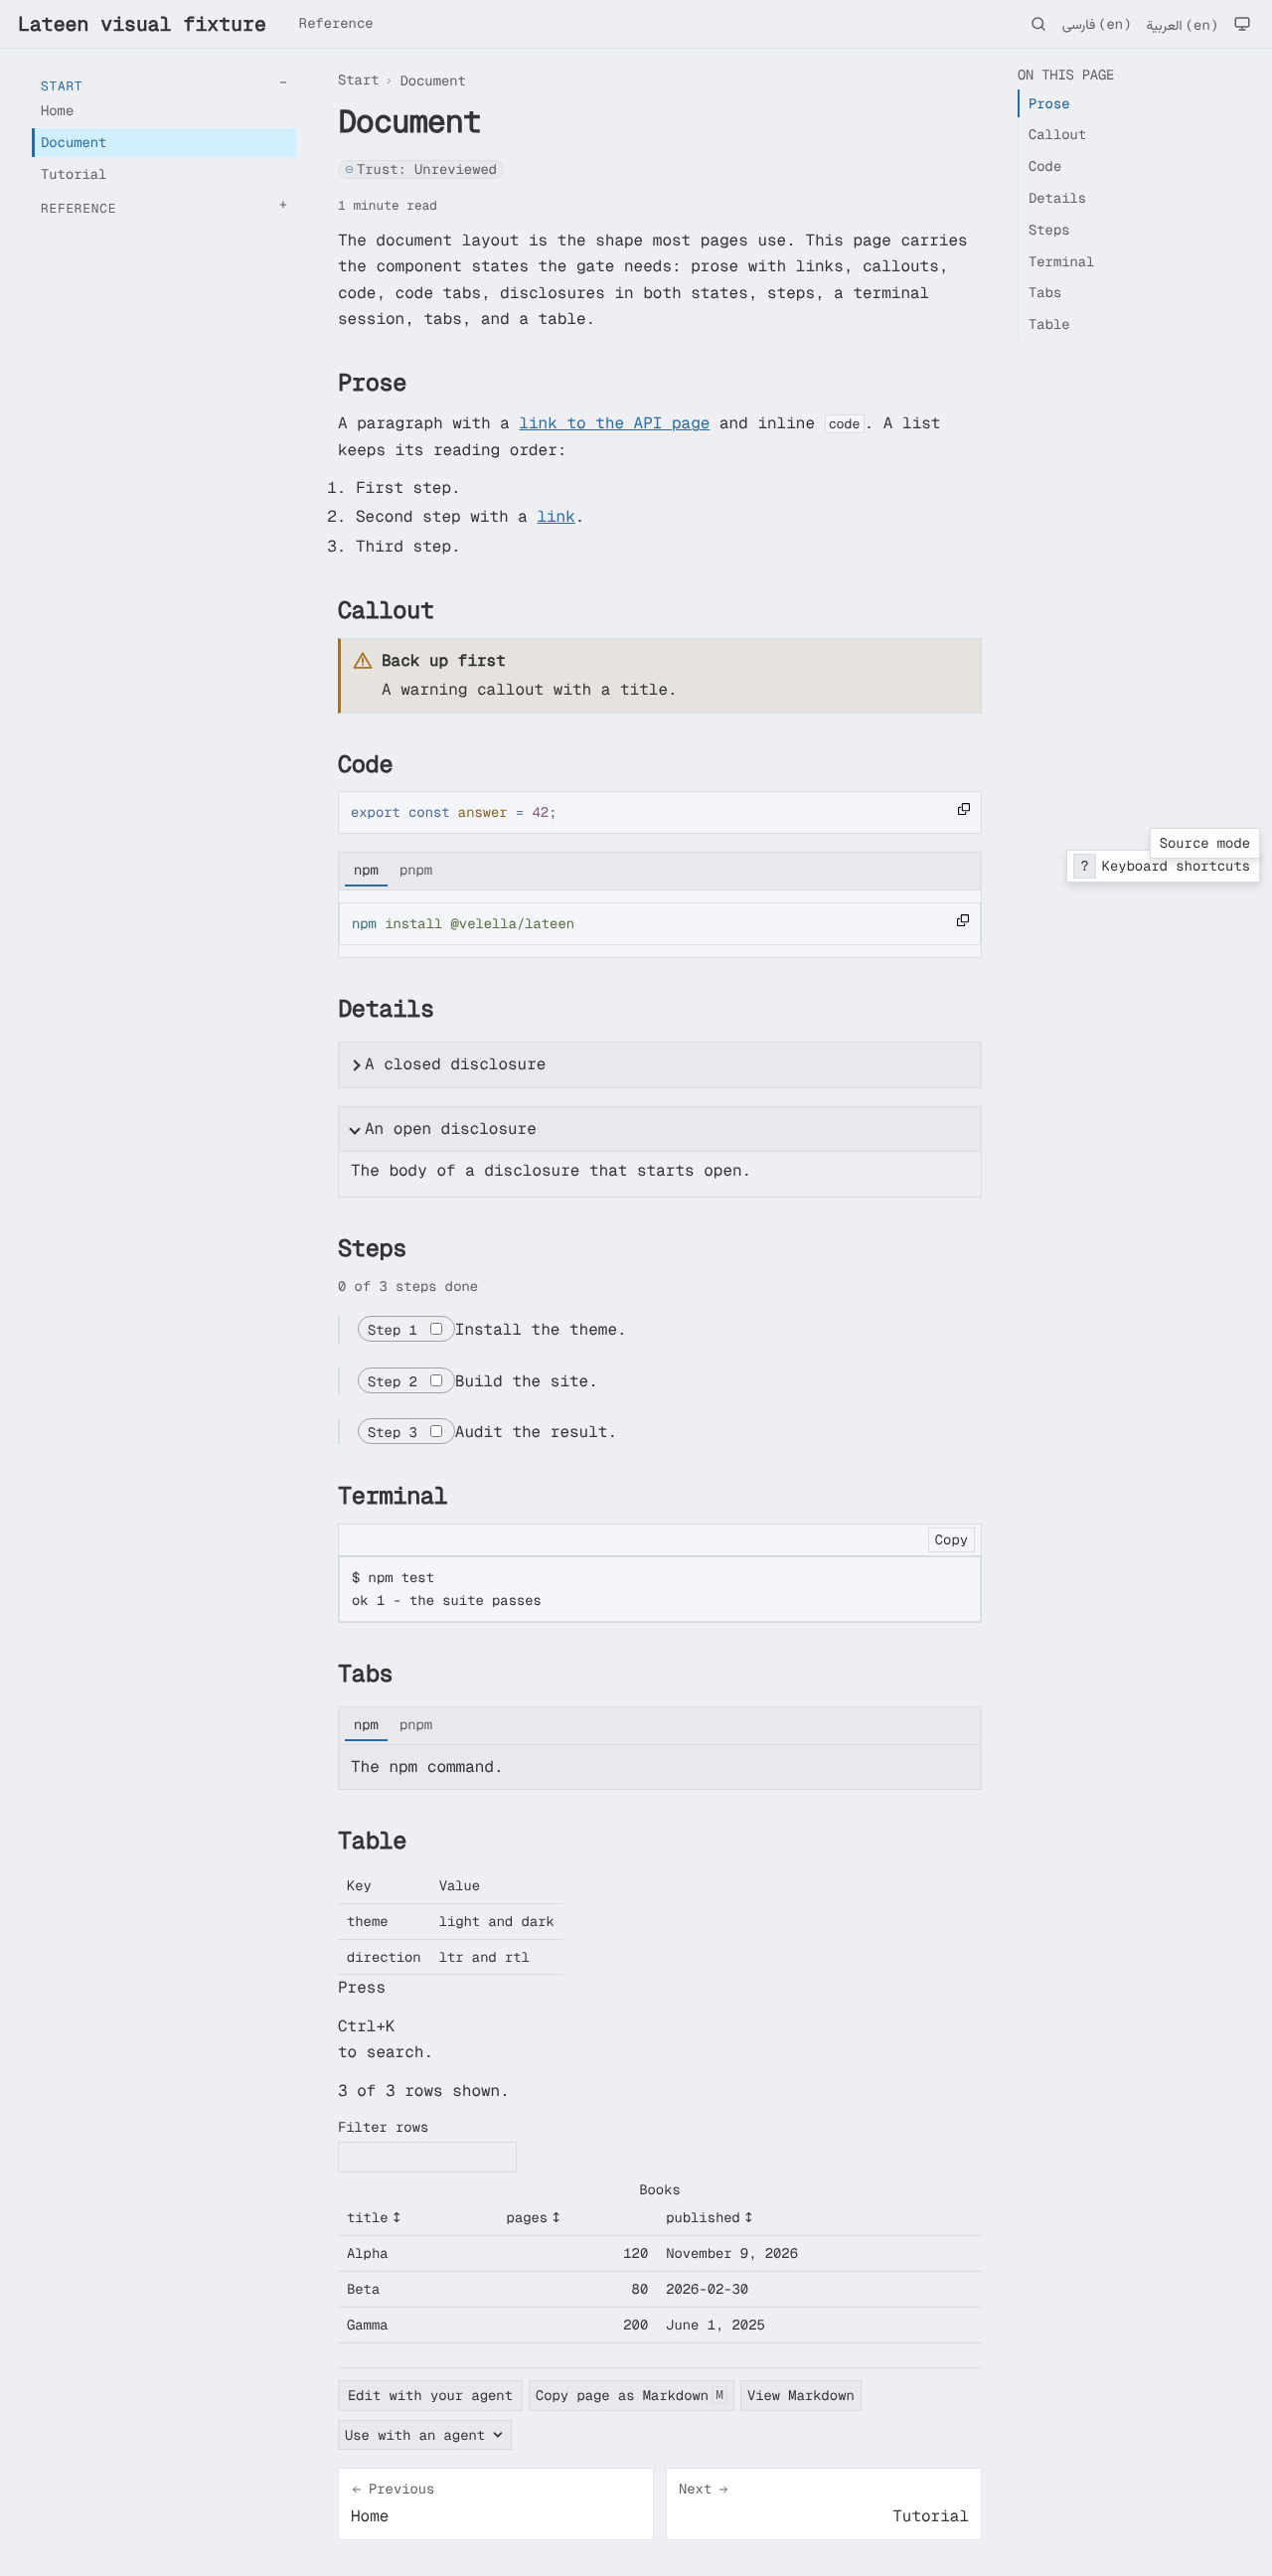 Lateen visual fixture
Reference
فارسی (en)
العربية (en)
START
−
Home
Document
Tutorial
REFERENCE
+
Start › Document
Document
Trust: Unreviewed
1 minute read
The document layout is the shape most pages use. This page carries
the component states the gate needs: prose with links, callouts,
code, code tabs, disclosures in both states, steps, a terminal
session, tabs, and a table.
Prose
A paragraph with a link to the API page and inline code. A list
keeps its reading order:
1. First step.
2. Second step with a link.
3. Third step.
Callout
Back up first
A warning callout with a title.
Code
export const answer = 42;
npm pnpm
npm install @velella/lateen
Details
A closed disclosure
An open disclosure
The body of a disclosure that starts open.
Steps
0 of 3 steps done
Step 1 Install the theme.
Step 2 Build the site.
Step 3 Audit the result.
Terminal
Copy
$ npm test
ok 1 - the suite passes
Tabs
npm pnpm
The npm command.
Table
Key Value
theme light and dark
direction ltr and rtl
Press
Ctrl+K
to search.
3 of 3 rows shown.
Filter rows
Books
title↕ pages↕ published↕
Alpha 120 November 9, 2026
Beta 80 2026-02-30
Gamma 200 June 1, 2025
Edit with your agent
Copy page as Markdown M
View Markdown
Use with an agent
← Previous
Home
Next →
Tutorial
ON THIS PAGE
Prose
Callout
Code
Details
Steps
Terminal
Tabs
Table
Source mode
? Keyboard shortcuts